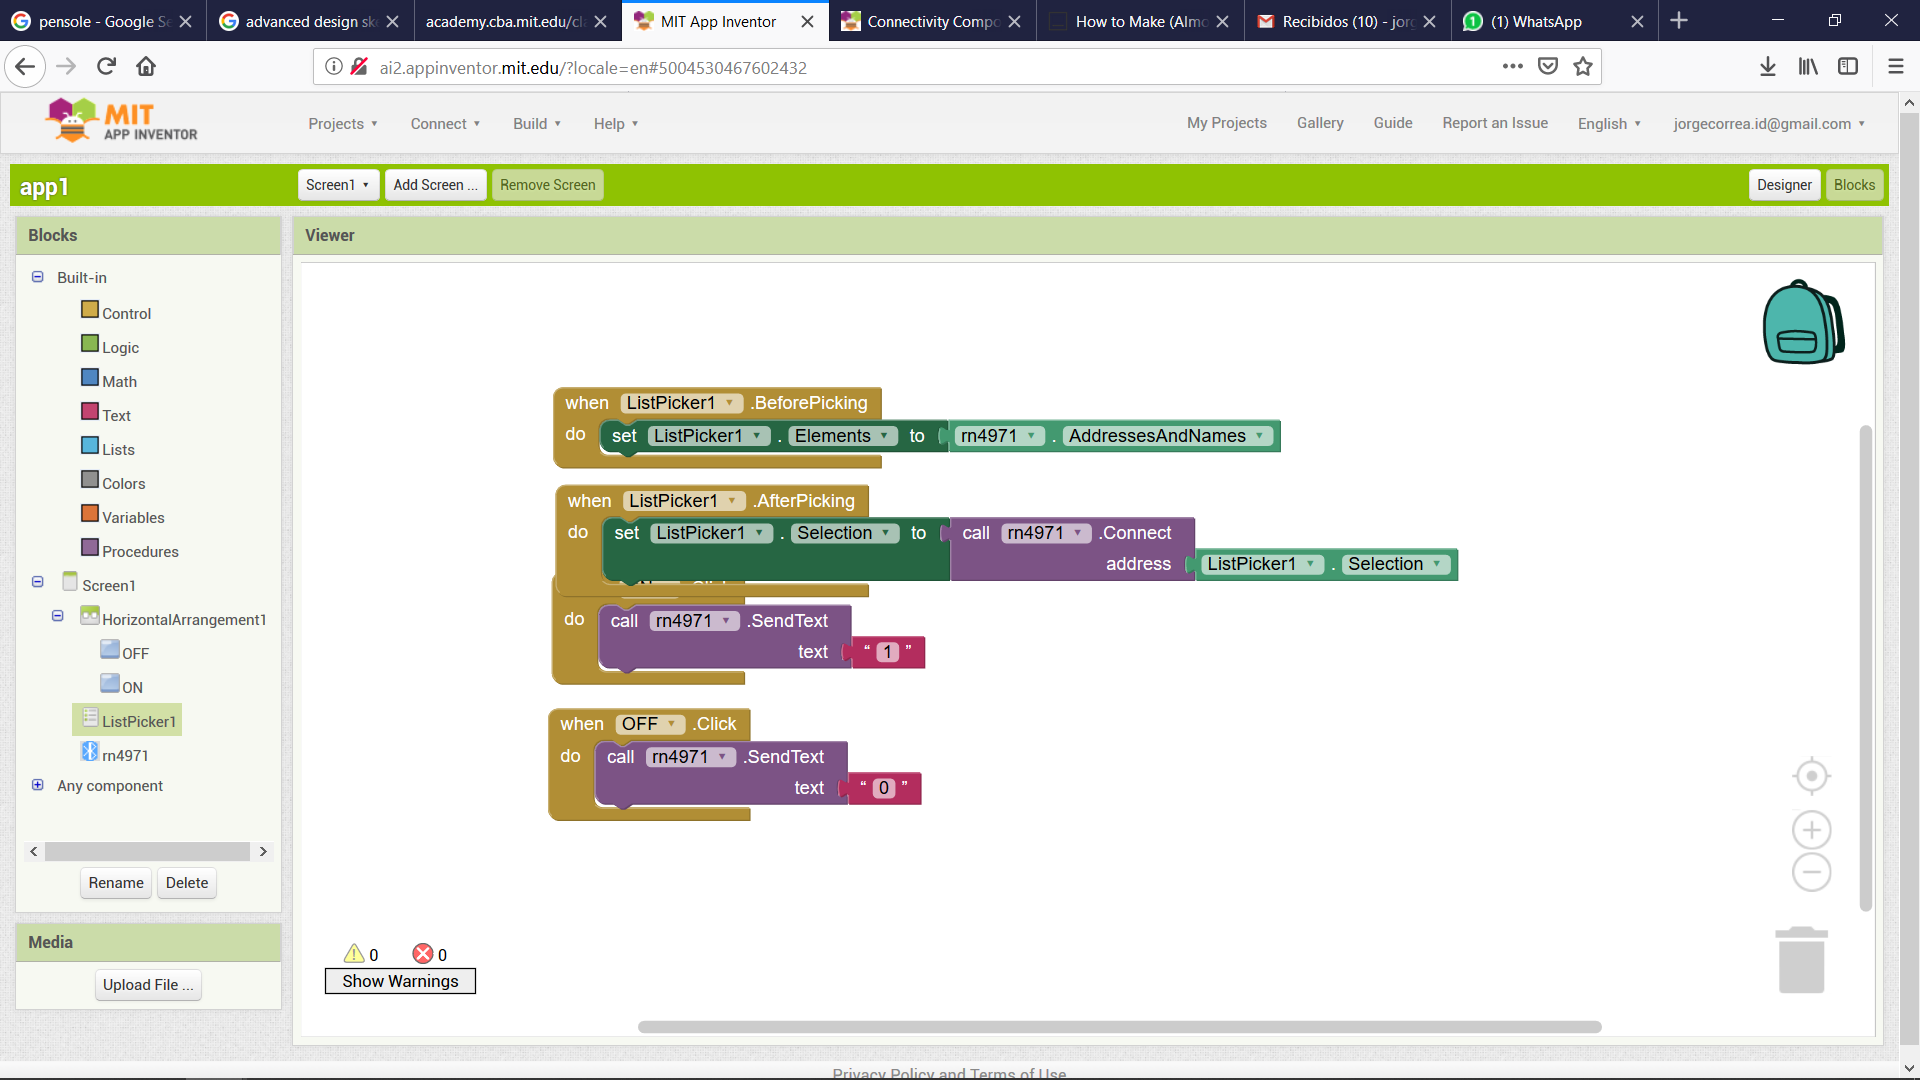 pensole - Google Se
advanced design sk
academy.cba.mit.edu/cla
MIT App Inventor
Connectivity Compo
How to Make (Almo
Recibidos (10) - jorg
(1) WhatsApp
ai2.appinventor.mit.edu/?locale=en#5004530467602432
MIT
APP INVENTOR
Projects
Connect
Build
Help
My Projects
Gallery
Guide
Report an Issue
English
jorgecorrea.id@gmail.com
app1
Screen1
Add Screen ...
Remove Screen
Designer
Blocks
Blocks
Built-in
Control
Logic
Math
Text
Lists
Colors
Variables
Procedures
Screen1
HorizontalArrangement1
OFF
ON
ListPicker1
rn4971
Any component
Rename
Delete
Media
Upload File ...
Viewer
when ListPicker1 .BeforePicking
do set ListPicker1 . Elements to rn4971 . AddressesAndNames
when ListPicker1 .AfterPicking
do set ListPicker1 . Selection to call rn4971 .Connect
address ListPicker1 . Selection
do call rn4971 .SendText
text “ 1 ”
when OFF .Click
do call rn4971 .SendText
text “ 0 ”
0
0
Show Warnings
Privacy Policy and Terms of Use